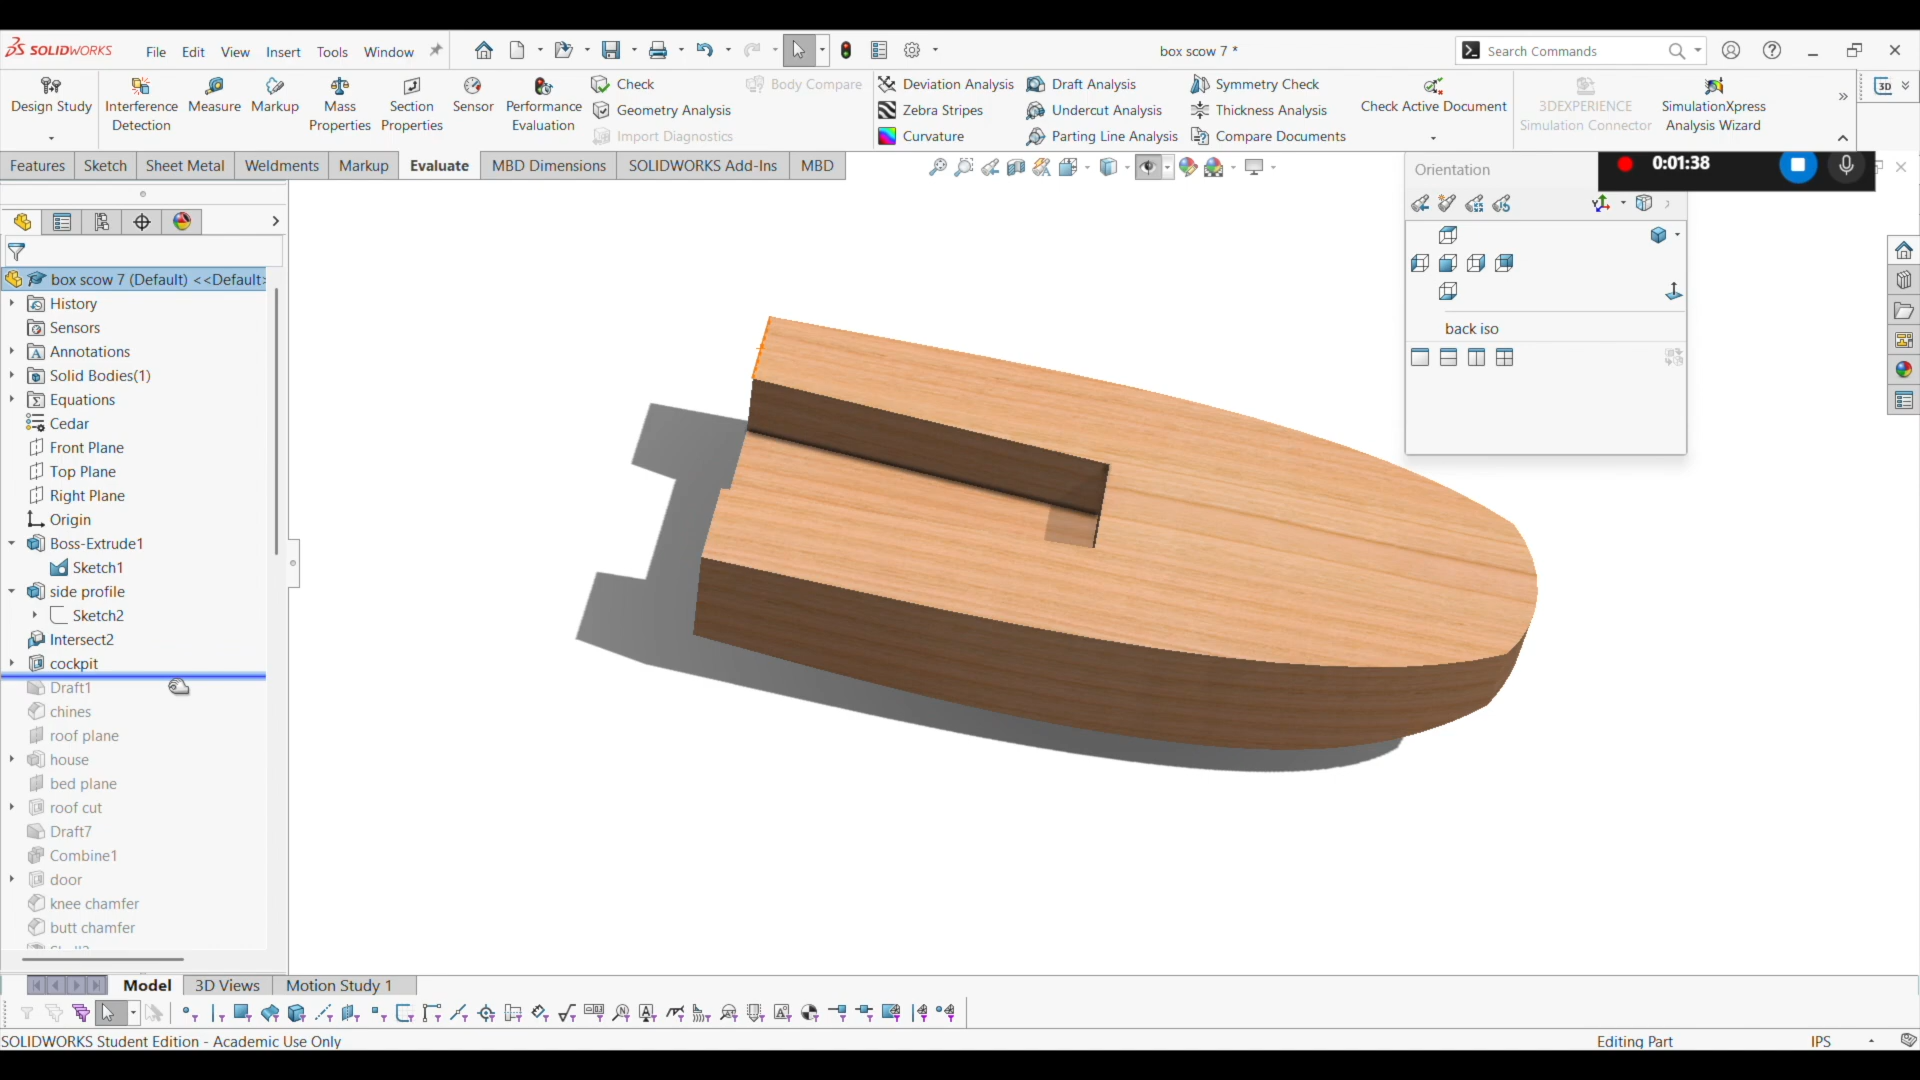 SOLIDWORKS
File Edit View Insert Tools Window
box scow 7 *
Search Commands
Design Study
Interference Detection
Measure
Markup
Mass Properties
Section Properties
Sensor
Performance Evaluation
Check
Geometry Analysis
Import Diagnostics
Body Compare
Deviation Analysis
Zebra Stripes
Curvature
Draft Analysis
Undercut Analysis
Parting Line Analysis
Symmetry Check
Thickness Analysis
Compare Documents
Check Active Document
3DEXPERIENCE
Simulation Connector
SimulationXpress
Analysis Wizard
3D
Features Sketch Sheet Metal Weldments Markup Evaluate MBD Dimensions SOLIDWORKS Add-Ins MBD
Orientation
0:01:38
back iso
box scow 7 (Default) <<Default>
History
Sensors
Annotations
Solid Bodies(1)
Equations
Cedar
Front Plane
Top Plane
Right Plane
Origin
Boss-Extrude1
Sketch1
side profile
Sketch2
Intersect2
cockpit
Draft1
chines
roof plane
house
bed plane
roof cut
Draft7
Combine1
door
knee chamfer
butt chamfer
Model 3D Views Motion Study 1
SOLIDWORKS Student Edition - Academic Use Only
Editing Part
IPS